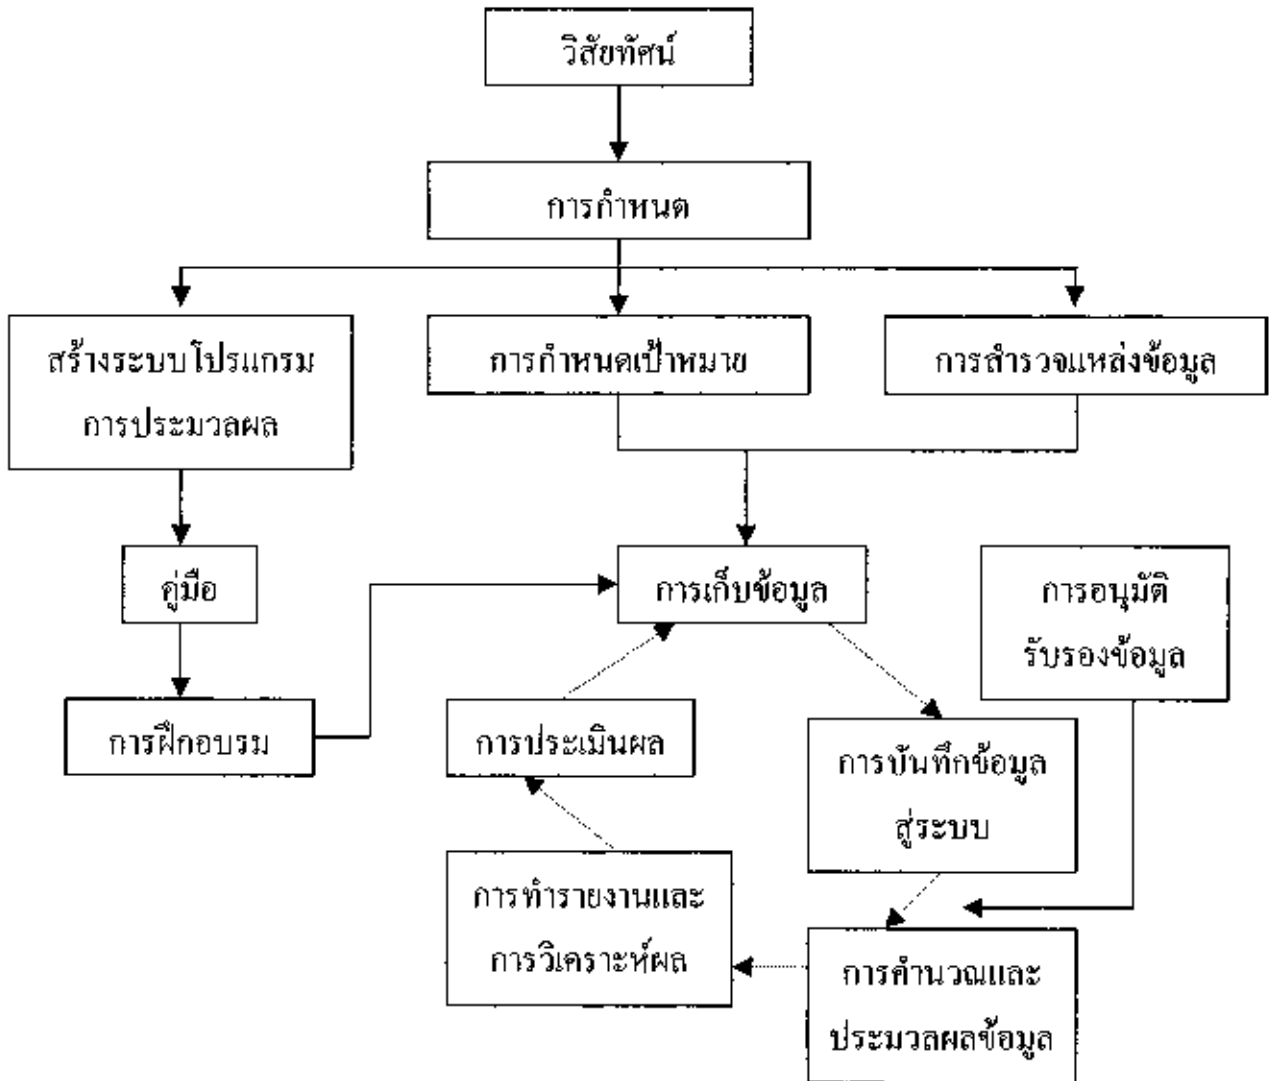 วิสัยทัศน์
การกำหนด
สร้างระบบโปรแกรม
การประมวลผล
การกำหนดเป้าหมาย
การสำรวจแหล่งข้อมูล
คู่มือ
การเก็บข้อมูล
การอนุมัติ
รับรองข้อมูล
การฝึกอบรม
การประเมินผล
การบันทึกข้อมูล
สู่ระบบ
การทำรายงานและ
การวิเคราะห์ผล
การคำนวณและ
ประมวลผลข้อมูล